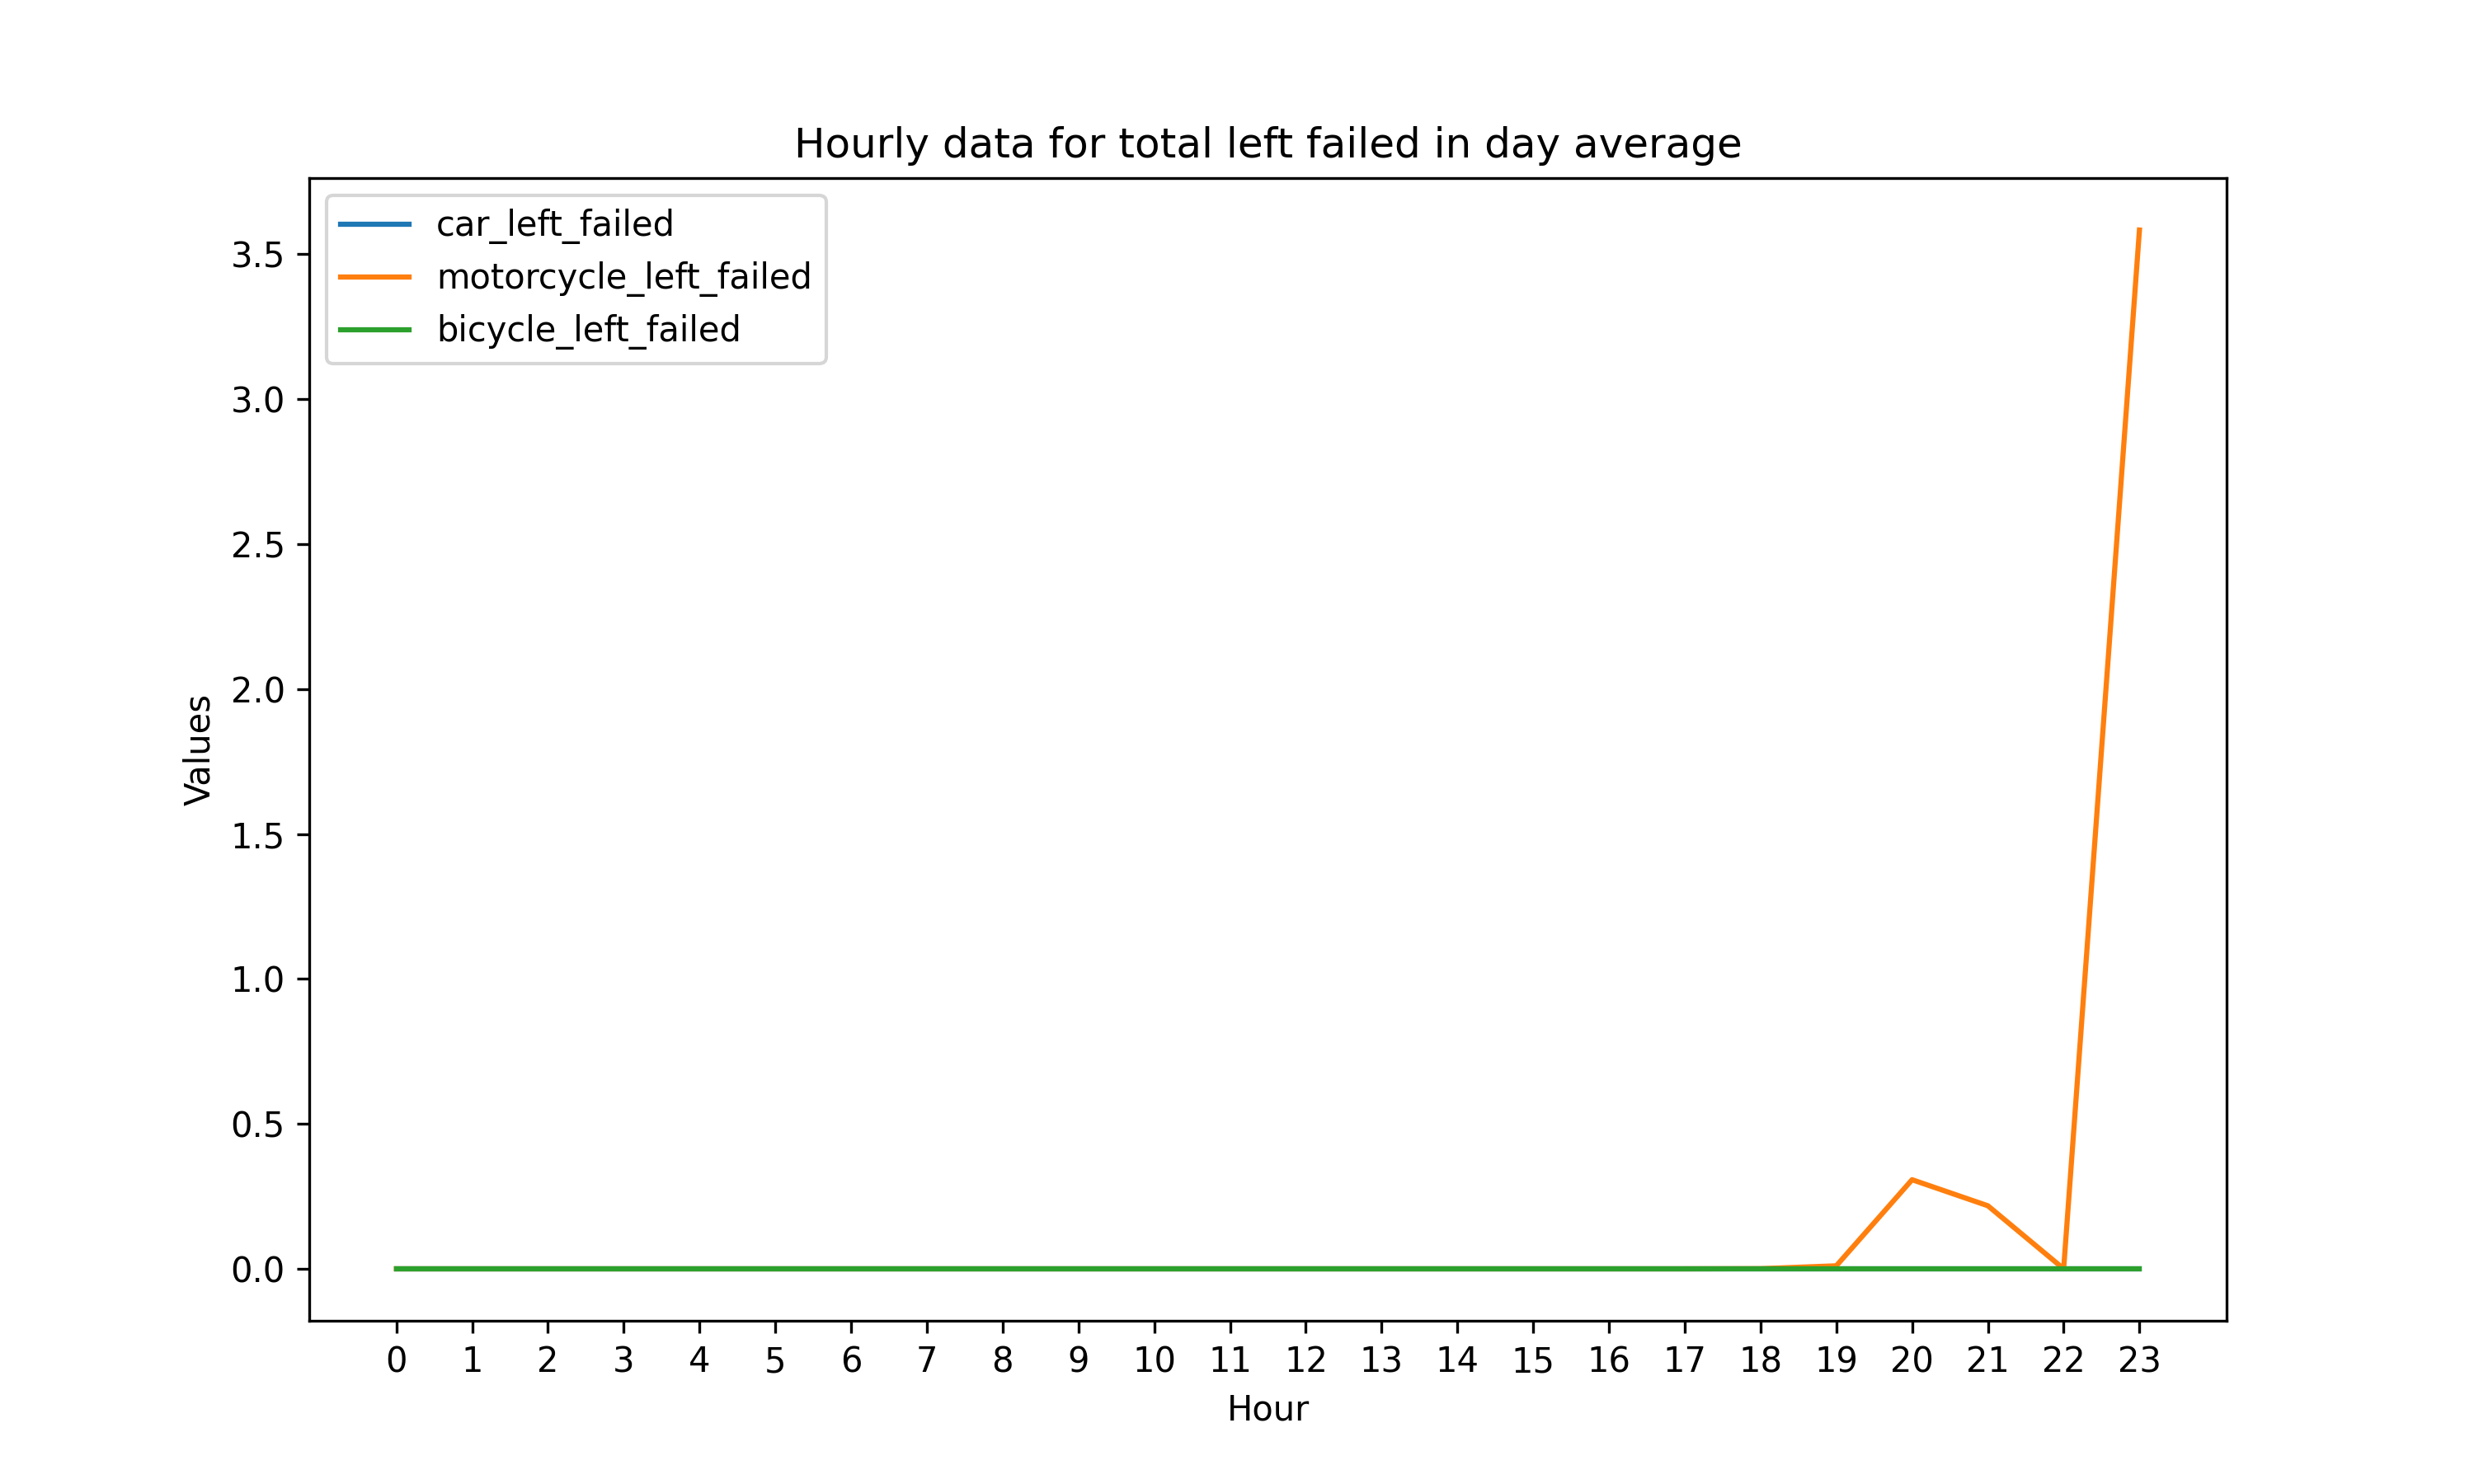 Hourly data for total left failed in day average
car_left_failed
motorcycle_left_failed
bicycle_left_failed
3.5
3.0
2.5
2.0
1.5
1.0
0.5
0.0
Values
0 1 2 3 4 5 6 7 8 9 10 11 12 13 14 15 16 17 18 19 20 21 22 23
Hour